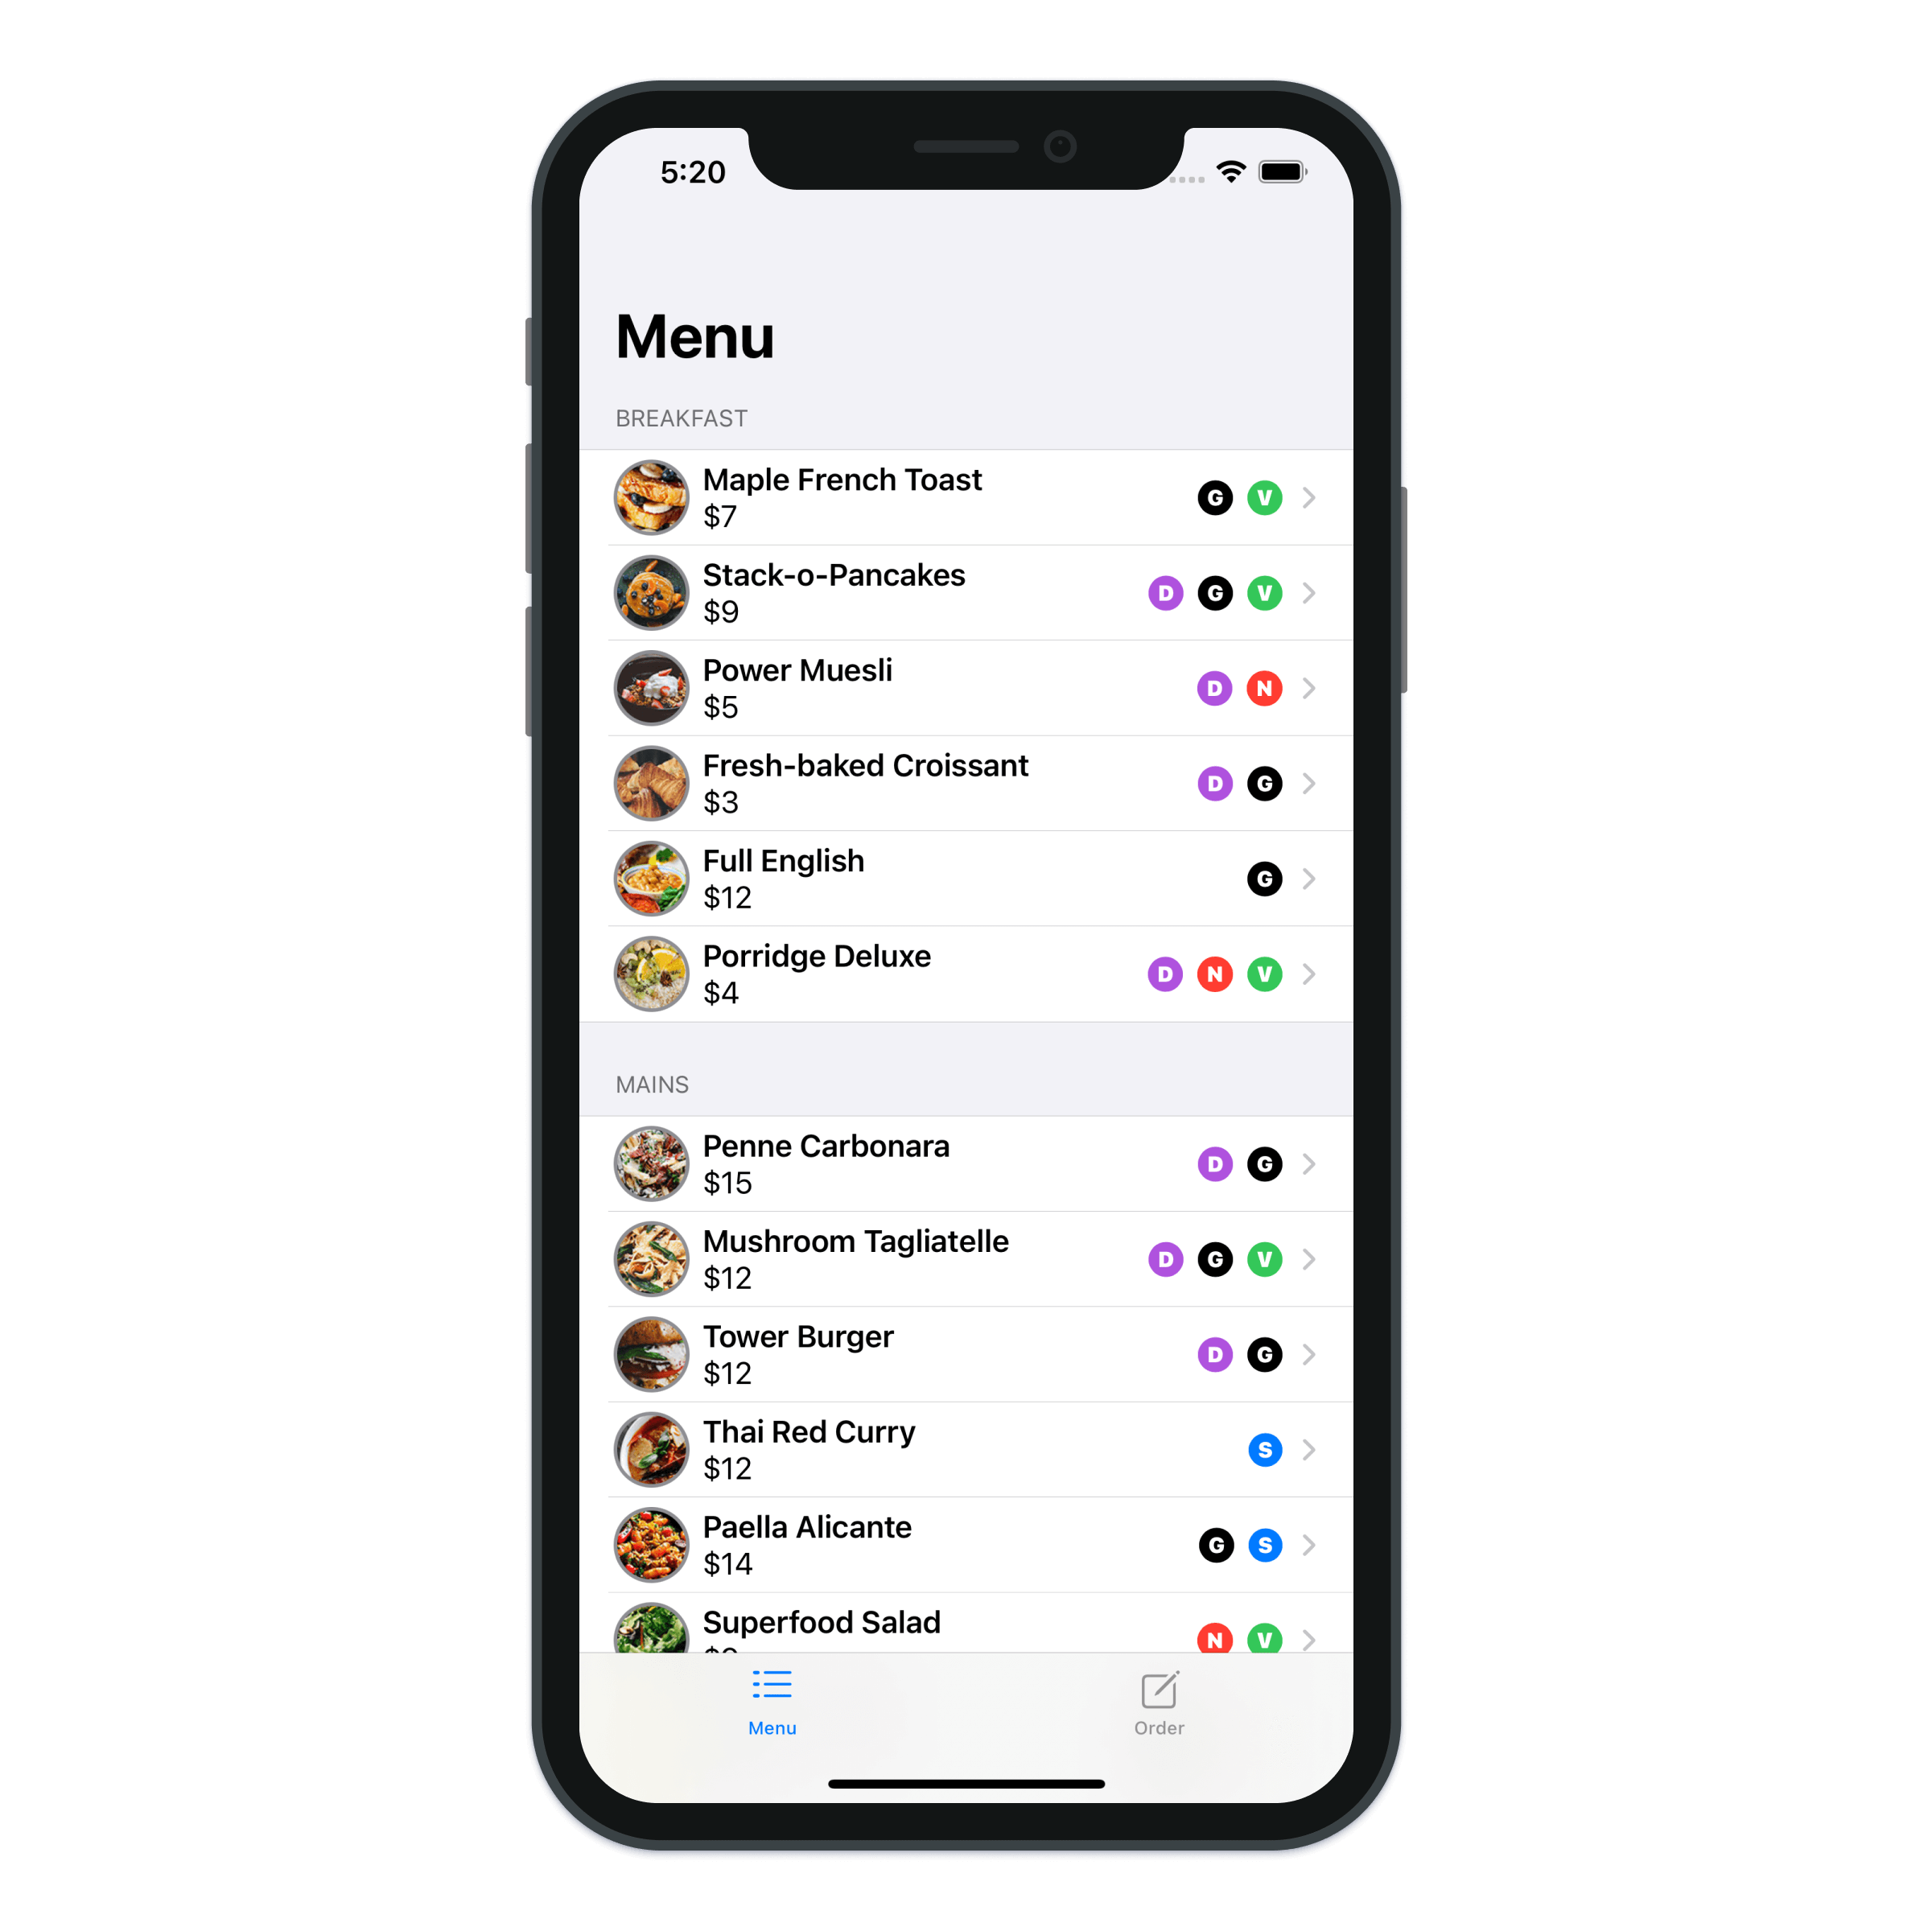 5:20
Menu
BREAKFAST
Maple French Toast
$7
G V
Stack-o-Pancakes
$9
D G V
Power Muesli
$5
D N
Fresh-baked Croissant
$3
D G
Full English
$12
G
Porridge Deluxe
$4
D N V
MAINS
Penne Carbonara
$15
D G
Mushroom Tagliatelle
$12
D G V
Tower Burger
$12
D G
Thai Red Curry
$12
S
Paella Alicante
$14
G S
Superfood Salad
N V
Menu
Order